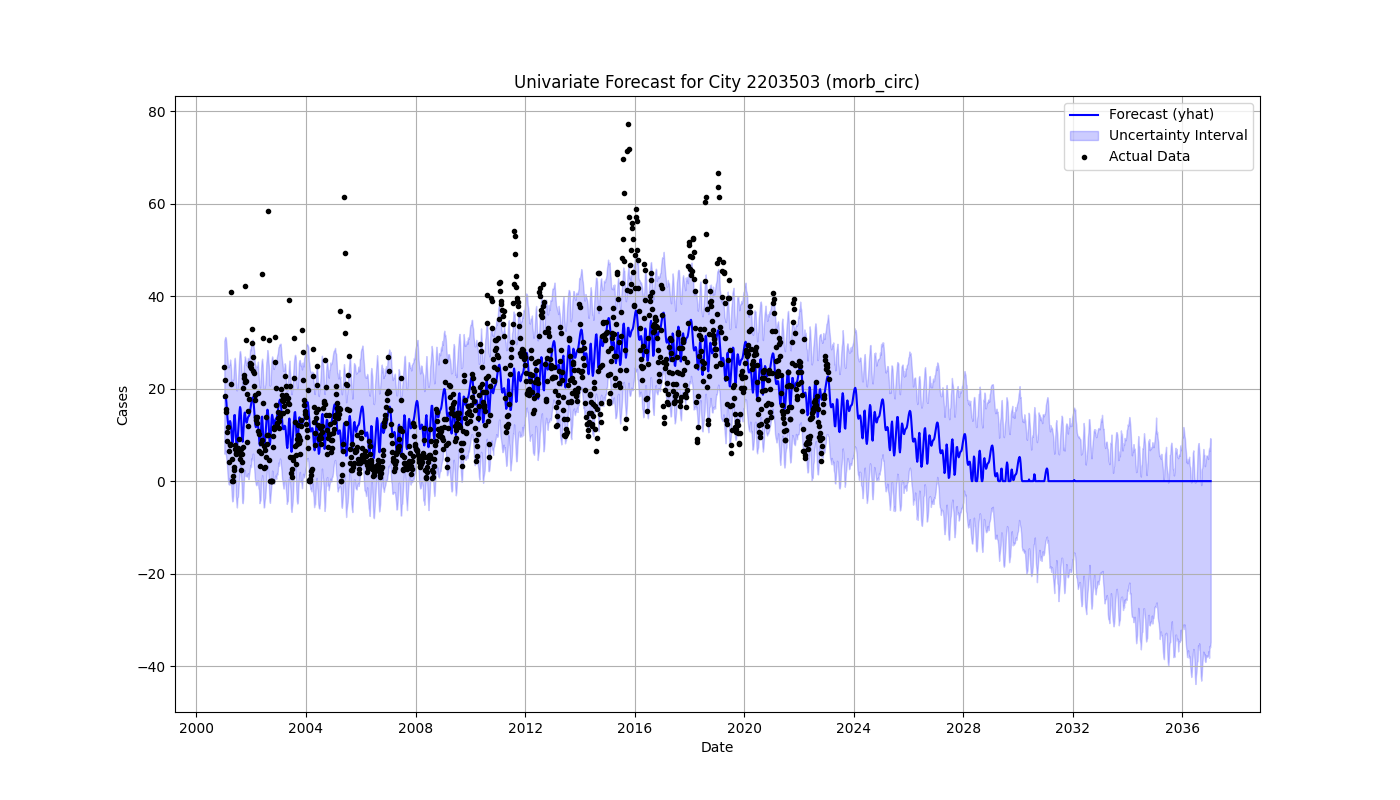 Univariate Forecast for City 2203503 (morb_circ)
Forecast (yhat)
Uncertainty Interval
Actual Data
Cases
80
60
40
20
0
−20
−40
2000 2004 2008 2012 2016 2020 2024 2028 2032 2036
Date